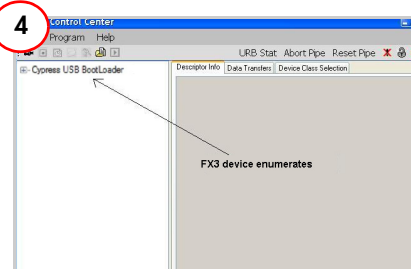 4
Control Center
Program Help
URB Stat Abort Pipe Reset Pipe
Cypress USB BootLoader
Descriptor Info Data Transfers Device Class Selection
FX3 device enumerates